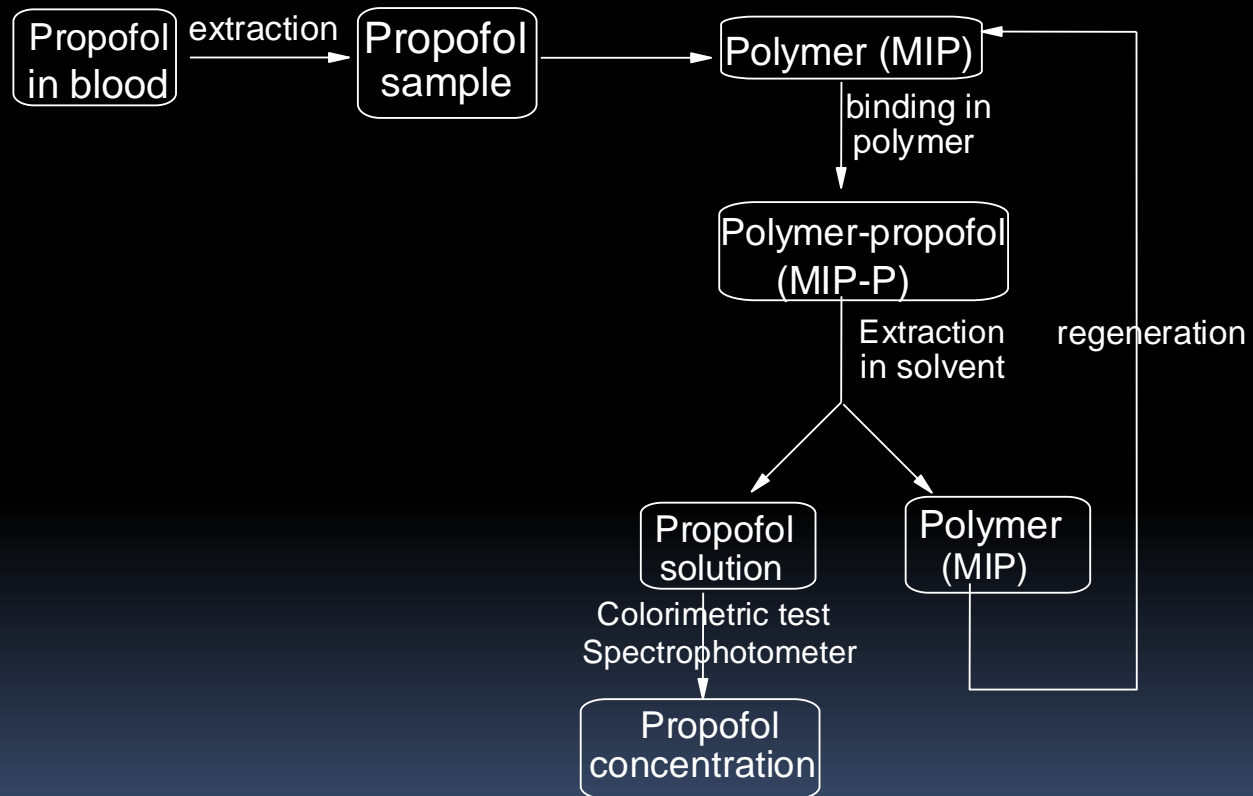 Propofol
in blood
extraction
Propofol
sample
Polymer (MIP)
binding in
polymer
Polymer-propofol
(MIP-P)
Extraction
in solvent
regeneration
Propofol
solution
Polymer
(MIP)
Colorimetric test
Spectrophotometer
Propofol
concentration